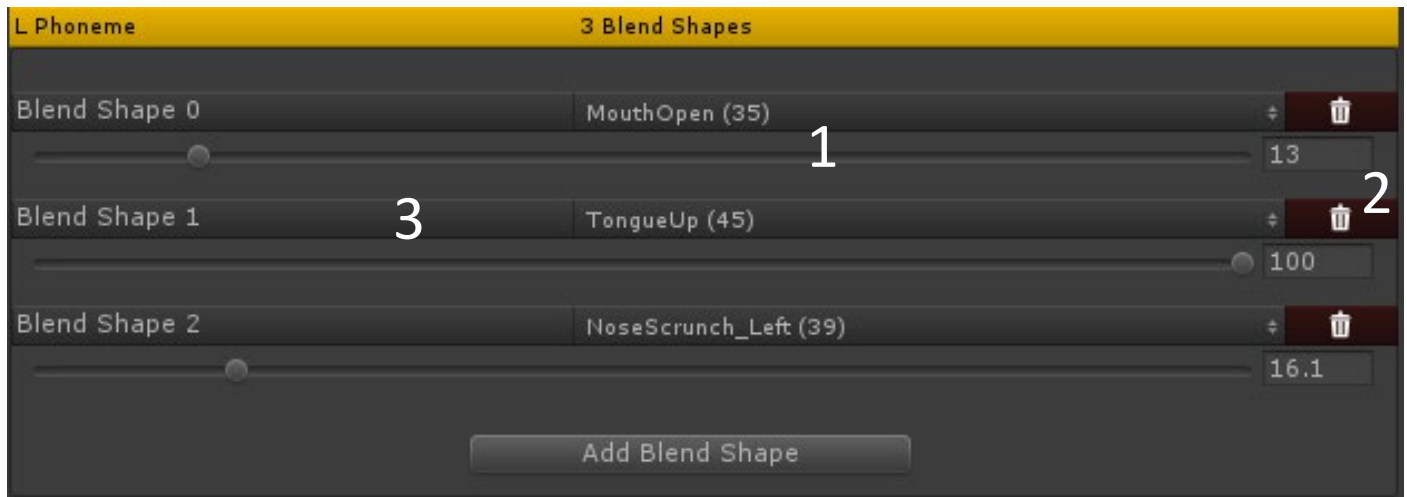 L Phoneme 3 Blend Shapes
Blend Shape 0 MouthOpen (35)
1
13
2
Blend Shape 1 3 TongueUp (45)
100
Blend Shape 2 NoseScrunch_Left (39)
16.1
Add Blend Shape